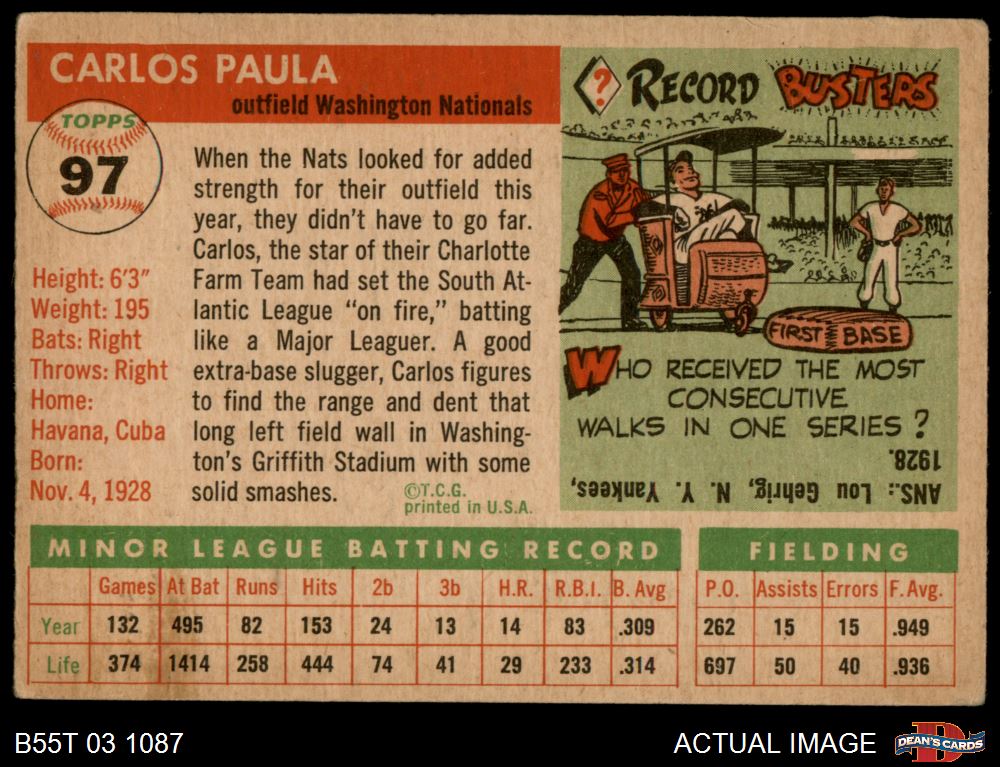 CARLOS PAULA
outfield Washington Nationals
TOPPS
97
Height: 6'3"
Weight: 195
Bats: Right
Throws: Right
Home:
Havana, Cuba
Born:
Nov. 4, 1928
When the Nats looked for added
strength for their outfield this
year, they didn't have to go far.
Carlos, the star of their Charlotte
Farm Team had set the South At-
lantic League "on fire," batting
like a Major Leaguer. A good
extra-base slugger, Carlos figures
to find the range and dent that
long left field wall in Washing-
ton's Griffith Stadium with some
solid smashes.
©T.C.G.
printed in U.S.A.
? RECORD BUSTERS
FIRST BASE
WHO RECEIVED THE MOST
CONSECUTIVE
WALKS IN ONE SERIES?
ANS.: Lou Gehrig, N. Y. Yankees,
1928.
MINOR LEAGUE BATTING RECORD
Games At Bat Runs Hits 2b 3b H.R. R.B.I. B. Avg
Year 132 495 82 153 24 13 14 83 .309
Life 374 1414 258 444 74 41 29 233 .314
FIELDING
P.O. Assists Errors F. Avg.
262 15 15 .949
697 50 40 .936
B55T 03 1087
ACTUAL IMAGE
D
DEAN'S CARDS